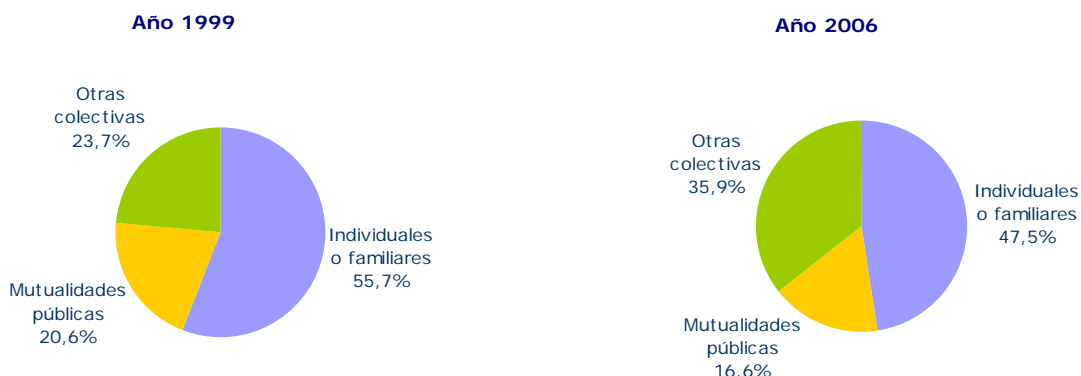 Año 1999
Otras
colectivas
23,7%
Individuales
o familiares
55,7%
Mutualidades
públicas
20,6%
Año 2006
Otras
colectivas
35,9%
Individuales
o familiares
47,5%
Mutualidades
públicas
16,6%